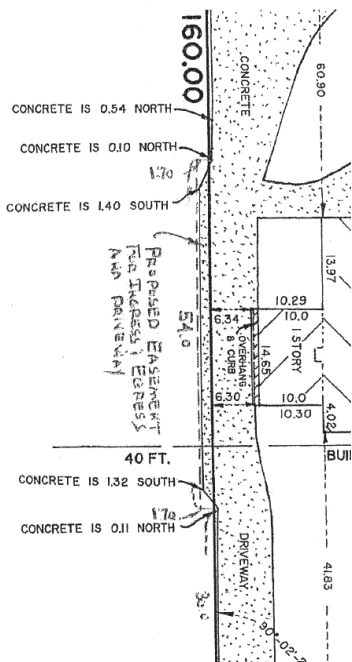 160.00
CONCRETE
60.90
CONCRETE IS 0.54 NORTH
CONCRETE IS 0.10 NORTH
1.70
CONCRETE IS 1.40 SOUTH
PROPOSED EASEMENT
FOR INGRESS & EGRESS
AND DRIVEWAY
54.0
13.97
10.29
10.0
6.34
OVERHANG
& CURB
14.65
1-STORY
6.30
10.0
10.30
4.02
40 FT.
BUIL
CONCRETE IS 1.32 SOUTH
1.70
CONCRETE IS 0.11 NORTH
DRIVEWAY
41.83
30.0
90°-02'-